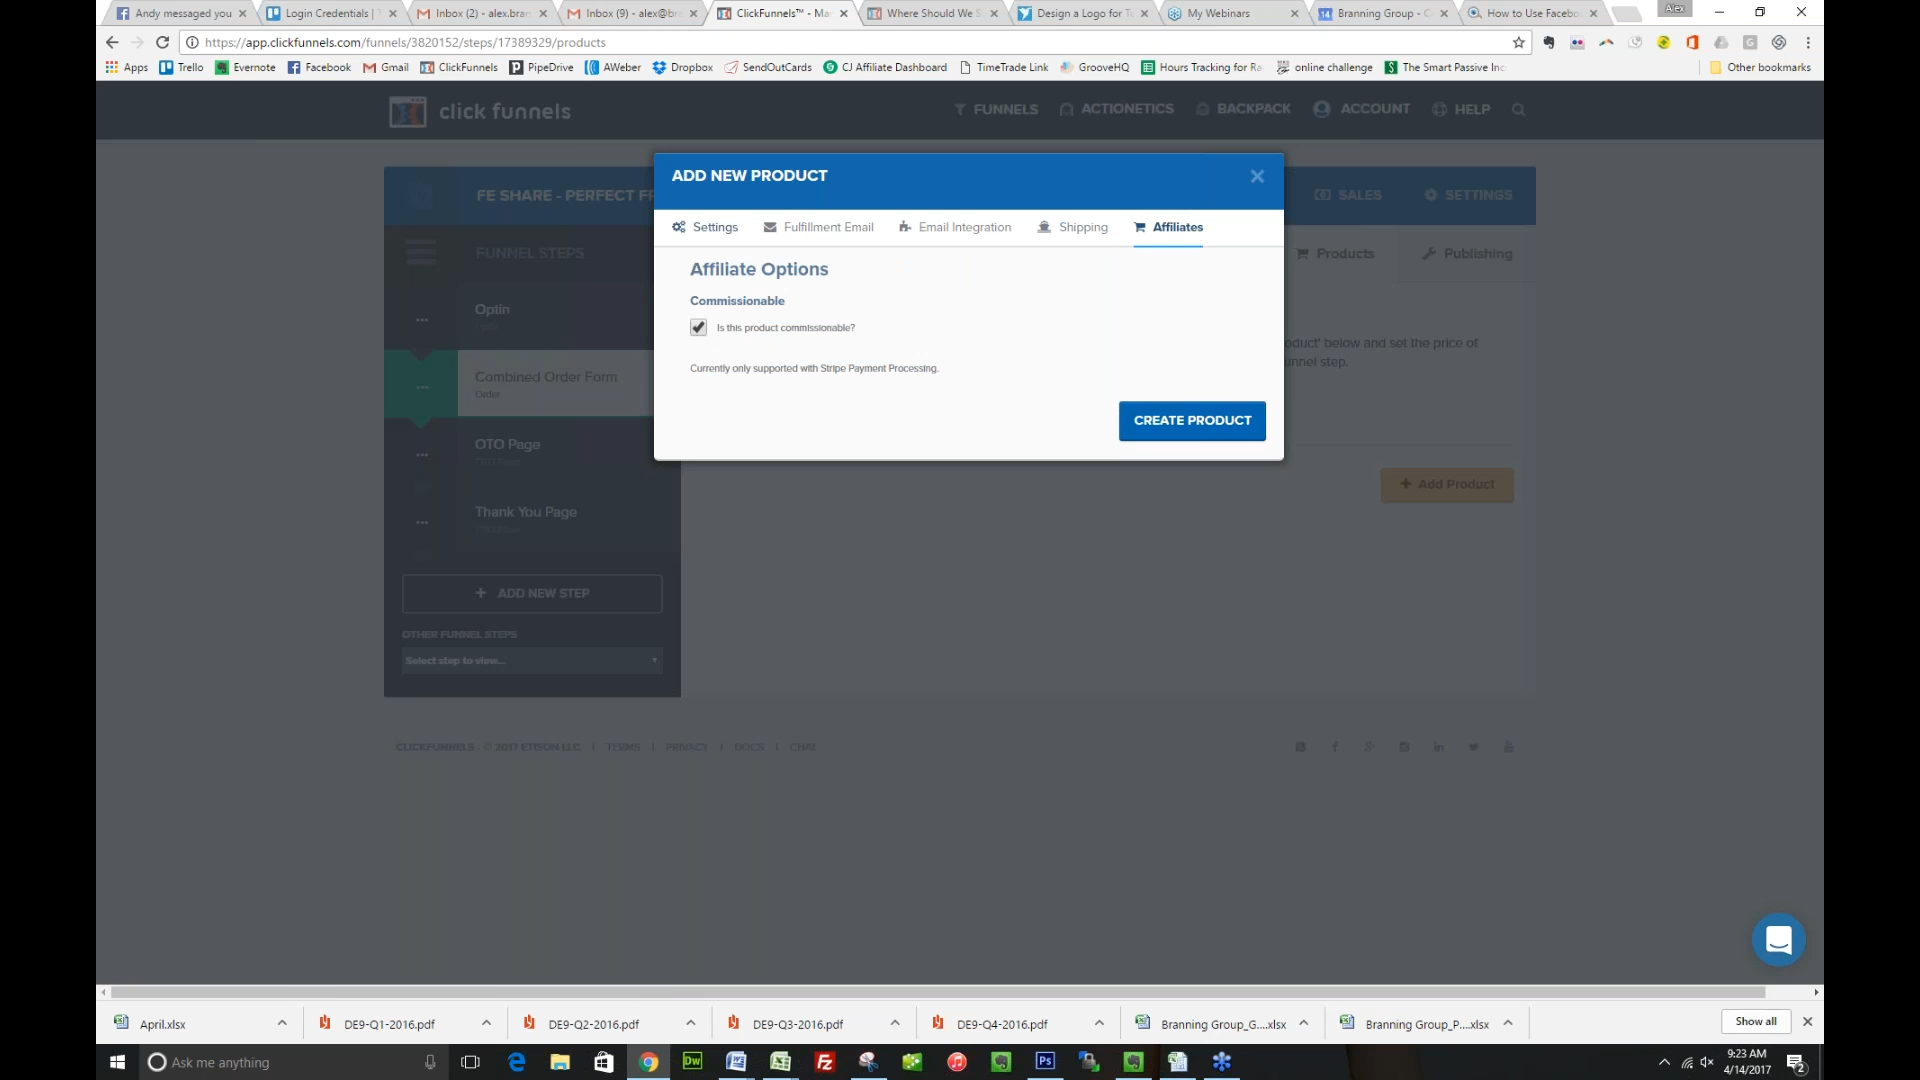 Andy messaged you
Login Credentials | T
Inbox (2) - alex.bran
Inbox (9) - alex@bra
ClickFunnels™ - Ma
Where Should We S
Design a Logo for Tu
My Webinars
Branning Group - C
How to Use Facebo
Alex
https://app.clickfunnels.com/funnels/3820152/steps/17389329/products
Apps
Trello
Evernote
Facebook
Gmail
ClickFunnels
PipeDrive
AWeber
Dropbox
SendOutCards
CJ Affiliate Dashboard
TimeTrade Link
GrooveHQ
Hours Tracking for Ra
online challenge
The Smart Passive Inc
Other bookmarks
click funnels
FUNNELS
ACTIONETICS
BACKPACK
ACCOUNT
HELP
FE SHARE - PERFECT FR
SALES
SETTINGS
ADD NEW PRODUCT
Settings
Fulfillment Email
Email Integration
Shipping
Affiliates
FUNNEL STEPS
Products
Publishing
Affiliate Options
Commissionable
Is this product commissionable?
Currently only supported with Stripe Payment Processing.
CREATE PRODUCT
Optin
Combined Order Form
Order
OTO Page
Thank You Page
oduct' below and set the price of
unnel step.
Add Product
ADD NEW STEP
OTHER FUNNEL STEPS
Select step to view...
CLICKFUNNELS - © 2017 ETISON LLC | TERMS | PRIVACY | DOCS | CHAT
April.xlsx
DE9-Q1-2016.pdf
DE9-Q2-2016.pdf
DE9-Q3-2016.pdf
DE9-Q4-2016.pdf
Branning Group_G....xlsx
Branning Group_P....xlsx
Show all
Ask me anything
9:23 AM
4/14/2017
2